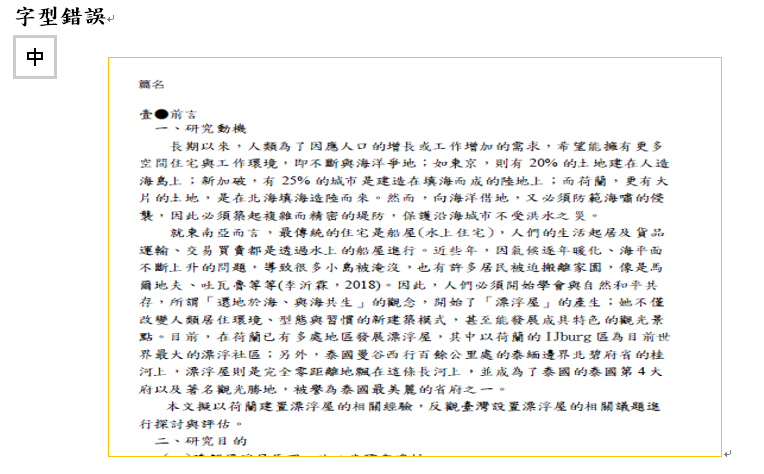 字型錯誤
中
篇名
壹●前言
一、研究動機
長期以來，人類為了因應人口的增長或工作增加的需求，希望能擁有更多
空間住宅與工作環境，即不斷與海洋爭地；如東京，則有 20% 的土地建在人造
海島上；新加破，有 25% 的城市是建造在填海而成的陸地上；而荷蘭，更有大
片的土地，是在北海填海造陸而來。然而，向海洋借地，又必須防範海嘯的侵
襲，因此必須築起複雜而精密的堤防，保護沿海城市不受洪水之災。
就東南亞而言，最傳統的住宅是船屋(水上住宅)，人們的生活起居及貨品
運輸、交易買賣都是透過水上的船屋進行。近些年，因氣候逐年暖化、海平面
不斷上升的問題，導致很多小島被淹沒，也有許多居民被迫搬離家園，像是馬
爾地夫、吐瓦魯等等(李沂霖，2018)。因此，人們必須開始學會與自然和平共
存，所謂「還地於海、與海共生」的觀念，開始了「漂浮屋」的產生；她不僅
改變人類居住環境、型態與習慣的新建築模式，甚至能發展成具特色的觀光景
點。目前，在荷蘭已有多處地區發展漂浮屋，其中以荷蘭的 IJburg 區為目前世
界最大的漂浮社區；另外，泰國曼谷西行百餘公里處的泰緬邊界北碧府省的桂
河上，漂浮屋則是完全零距離地飄在這條長河上，並成為了泰國的泰國第 4 大
府以及著名觀光勝地，被譽為泰國最美麗的省府之一。
本文擬以荷蘭建置漂浮屋的相關經驗，反觀臺灣設置漂浮屋的相關議題進
行探討與評估。
二、研究目的